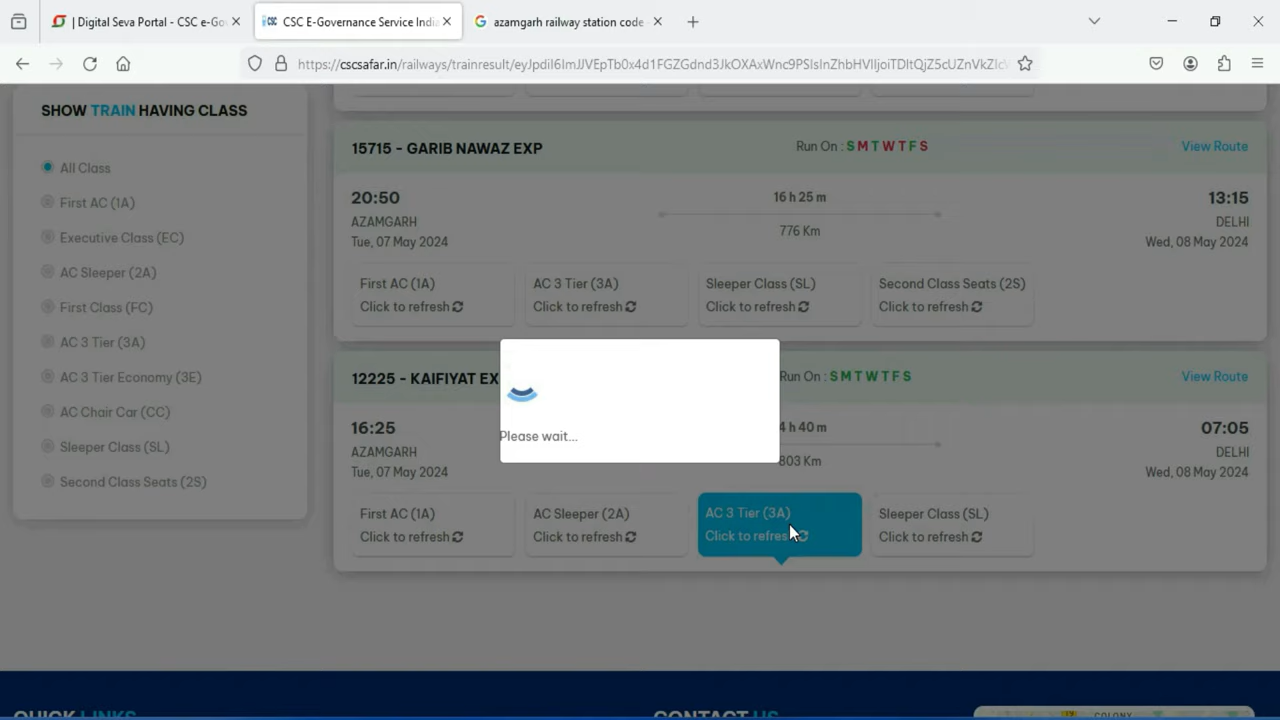 | Digital Seva Portal - CSC e-Go
CSC E-Governance Service India
azamgarh railway station code
https://cscsafar.in/railways/trainresult/
SHOW TRAIN HAVING CLASS
All Class
First AC (1A)
Executive Class (EC)
AC Sleeper (2A)
First Class (FC)
AC 3 Tier (3A)
AC 3 Tier Economy (3E)
AC Chair Car (CC)
Sleeper Class (SL)
Second Class Seats (2S)
15715 - GARIB NAWAZ EXP
Run On : S M T W T F S
View Route
20:50
16 h 25 m
13:15
AZAMGARH
776 Km
DELHI
Tue, 07 May 2024
Wed, 08 May 2024
First AC (1A)
AC 3 Tier (3A)
Sleeper Class (SL)
Second Class Seats (2S)
Click to refresh
Click to refresh
Click to refresh
Click to refresh
12225 - KAIFIYAT EX
Run On : S M T W T F S
View Route
Please wait...
16:25
4 h 40 m
07:05
AZAMGARH
803 Km
DELHI
Tue, 07 May 2024
Wed, 08 May 2024
First AC (1A)
AC Sleeper (2A)
AC 3 Tier (3A)
Sleeper Class (SL)
Click to refresh
Click to refresh
Click to refresh
Click to refresh
QUICK LINKS
CONTACT US
COLONY